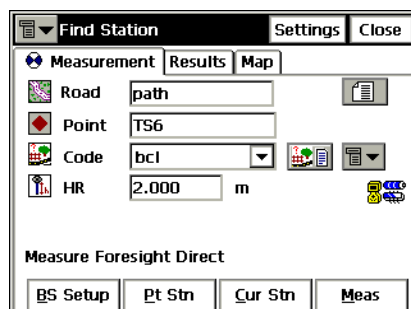 Find Station Settings Close
Measurement Results Map
Road path
Point TS6
Code bcl
HR 2.000 m
Measure Foresight Direct
BS Setup Pt Stn Cur Stn Meas